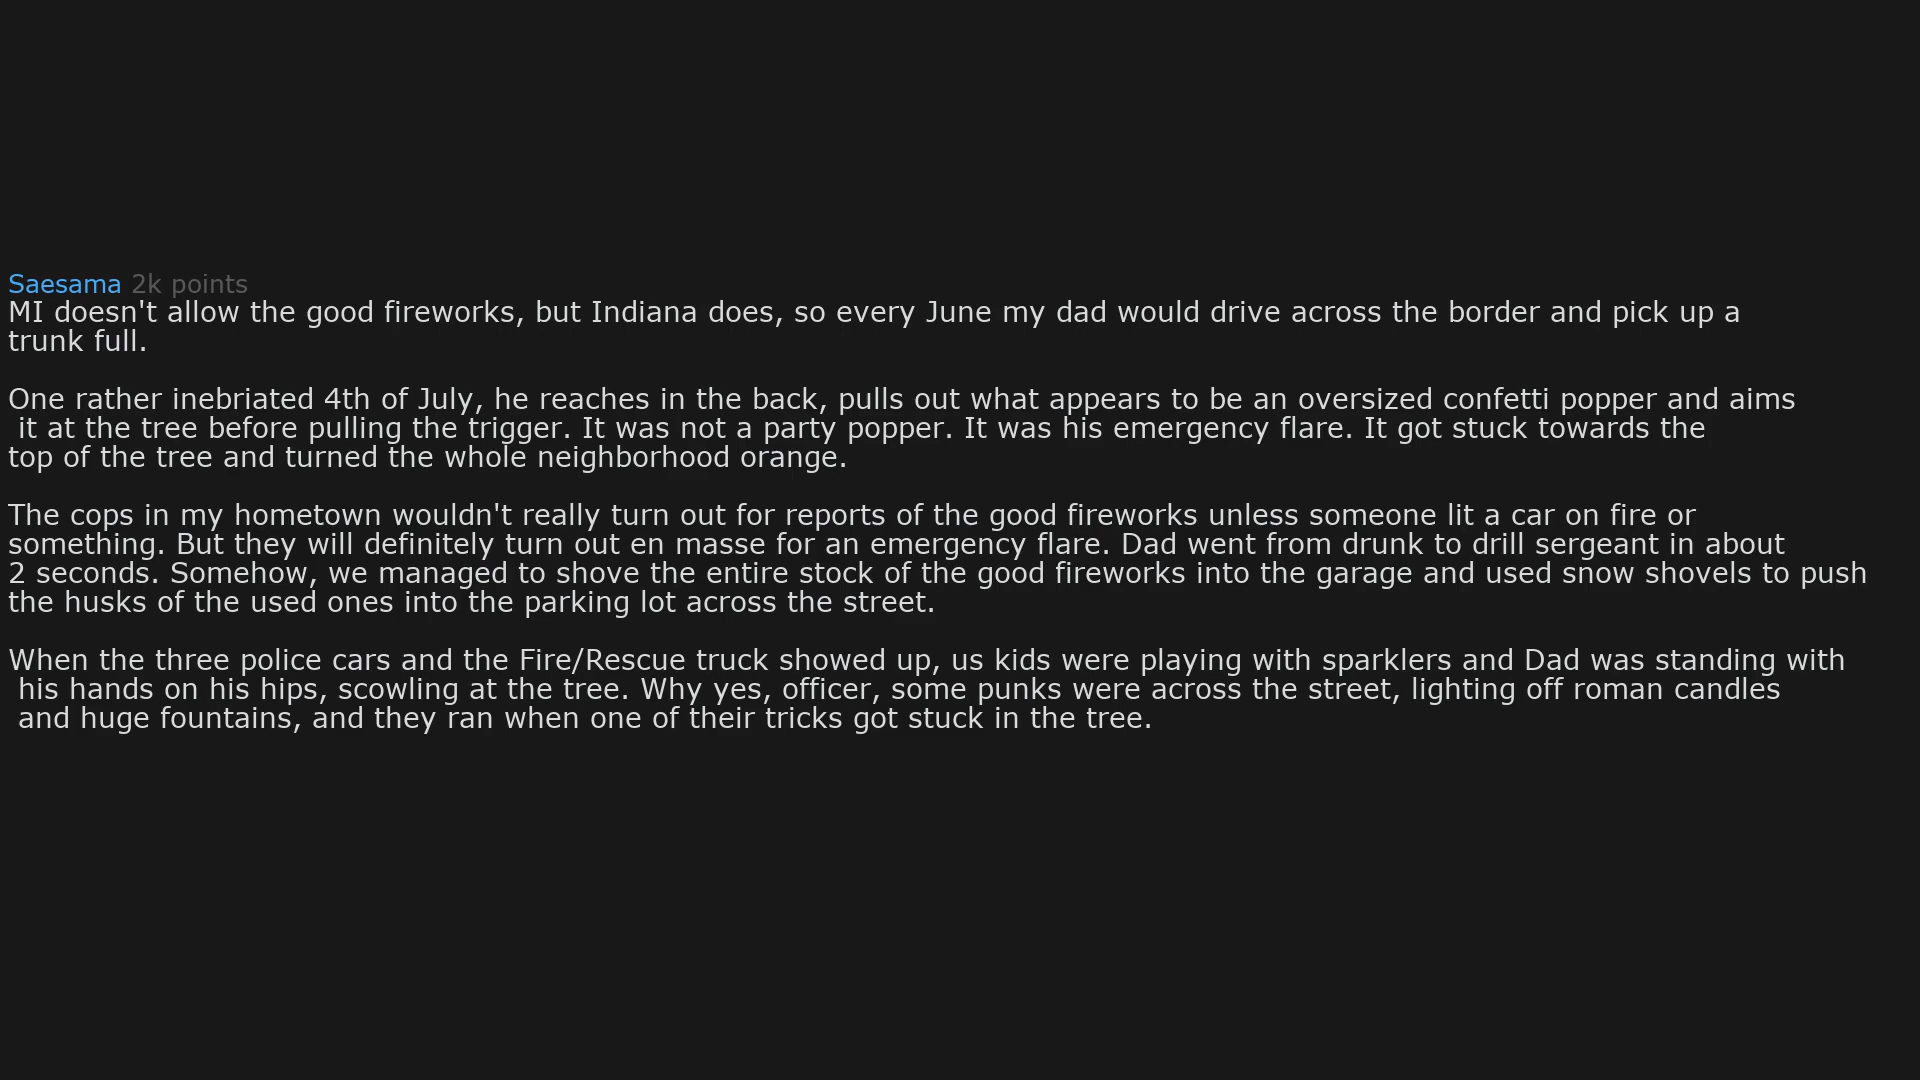 Saesama 2k points
MI doesn't allow the good fireworks, but Indiana does, so every June my dad would drive across the border and pick up a
trunk full.
One rather inebriated 4th of July, he reaches in the back, pulls out what appears to be an oversized confetti popper and aims
it at the tree before pulling the trigger. It was not a party popper. It was his emergency flare. It got stuck towards the
top of the tree and turned the whole neighborhood orange.
The cops in my hometown wouldn't really turn out for reports of the good fireworks unless someone lit a car on fire or
something. But they will definitely turn out en masse for an emergency flare. Dad went from drunk to drill sergeant in about
2 seconds. Somehow, we managed to shove the entire stock of the good fireworks into the garage and used snow shovels to push
the husks of the used ones into the parking lot across the street.
When the three police cars and the Fire/Rescue truck showed up, us kids were playing with sparklers and Dad was standing with
his hands on his hips, scowling at the tree. Why yes, officer, some punks were across the street, lighting off roman candles
and huge fountains, and they ran when one of their tricks got stuck in the tree.